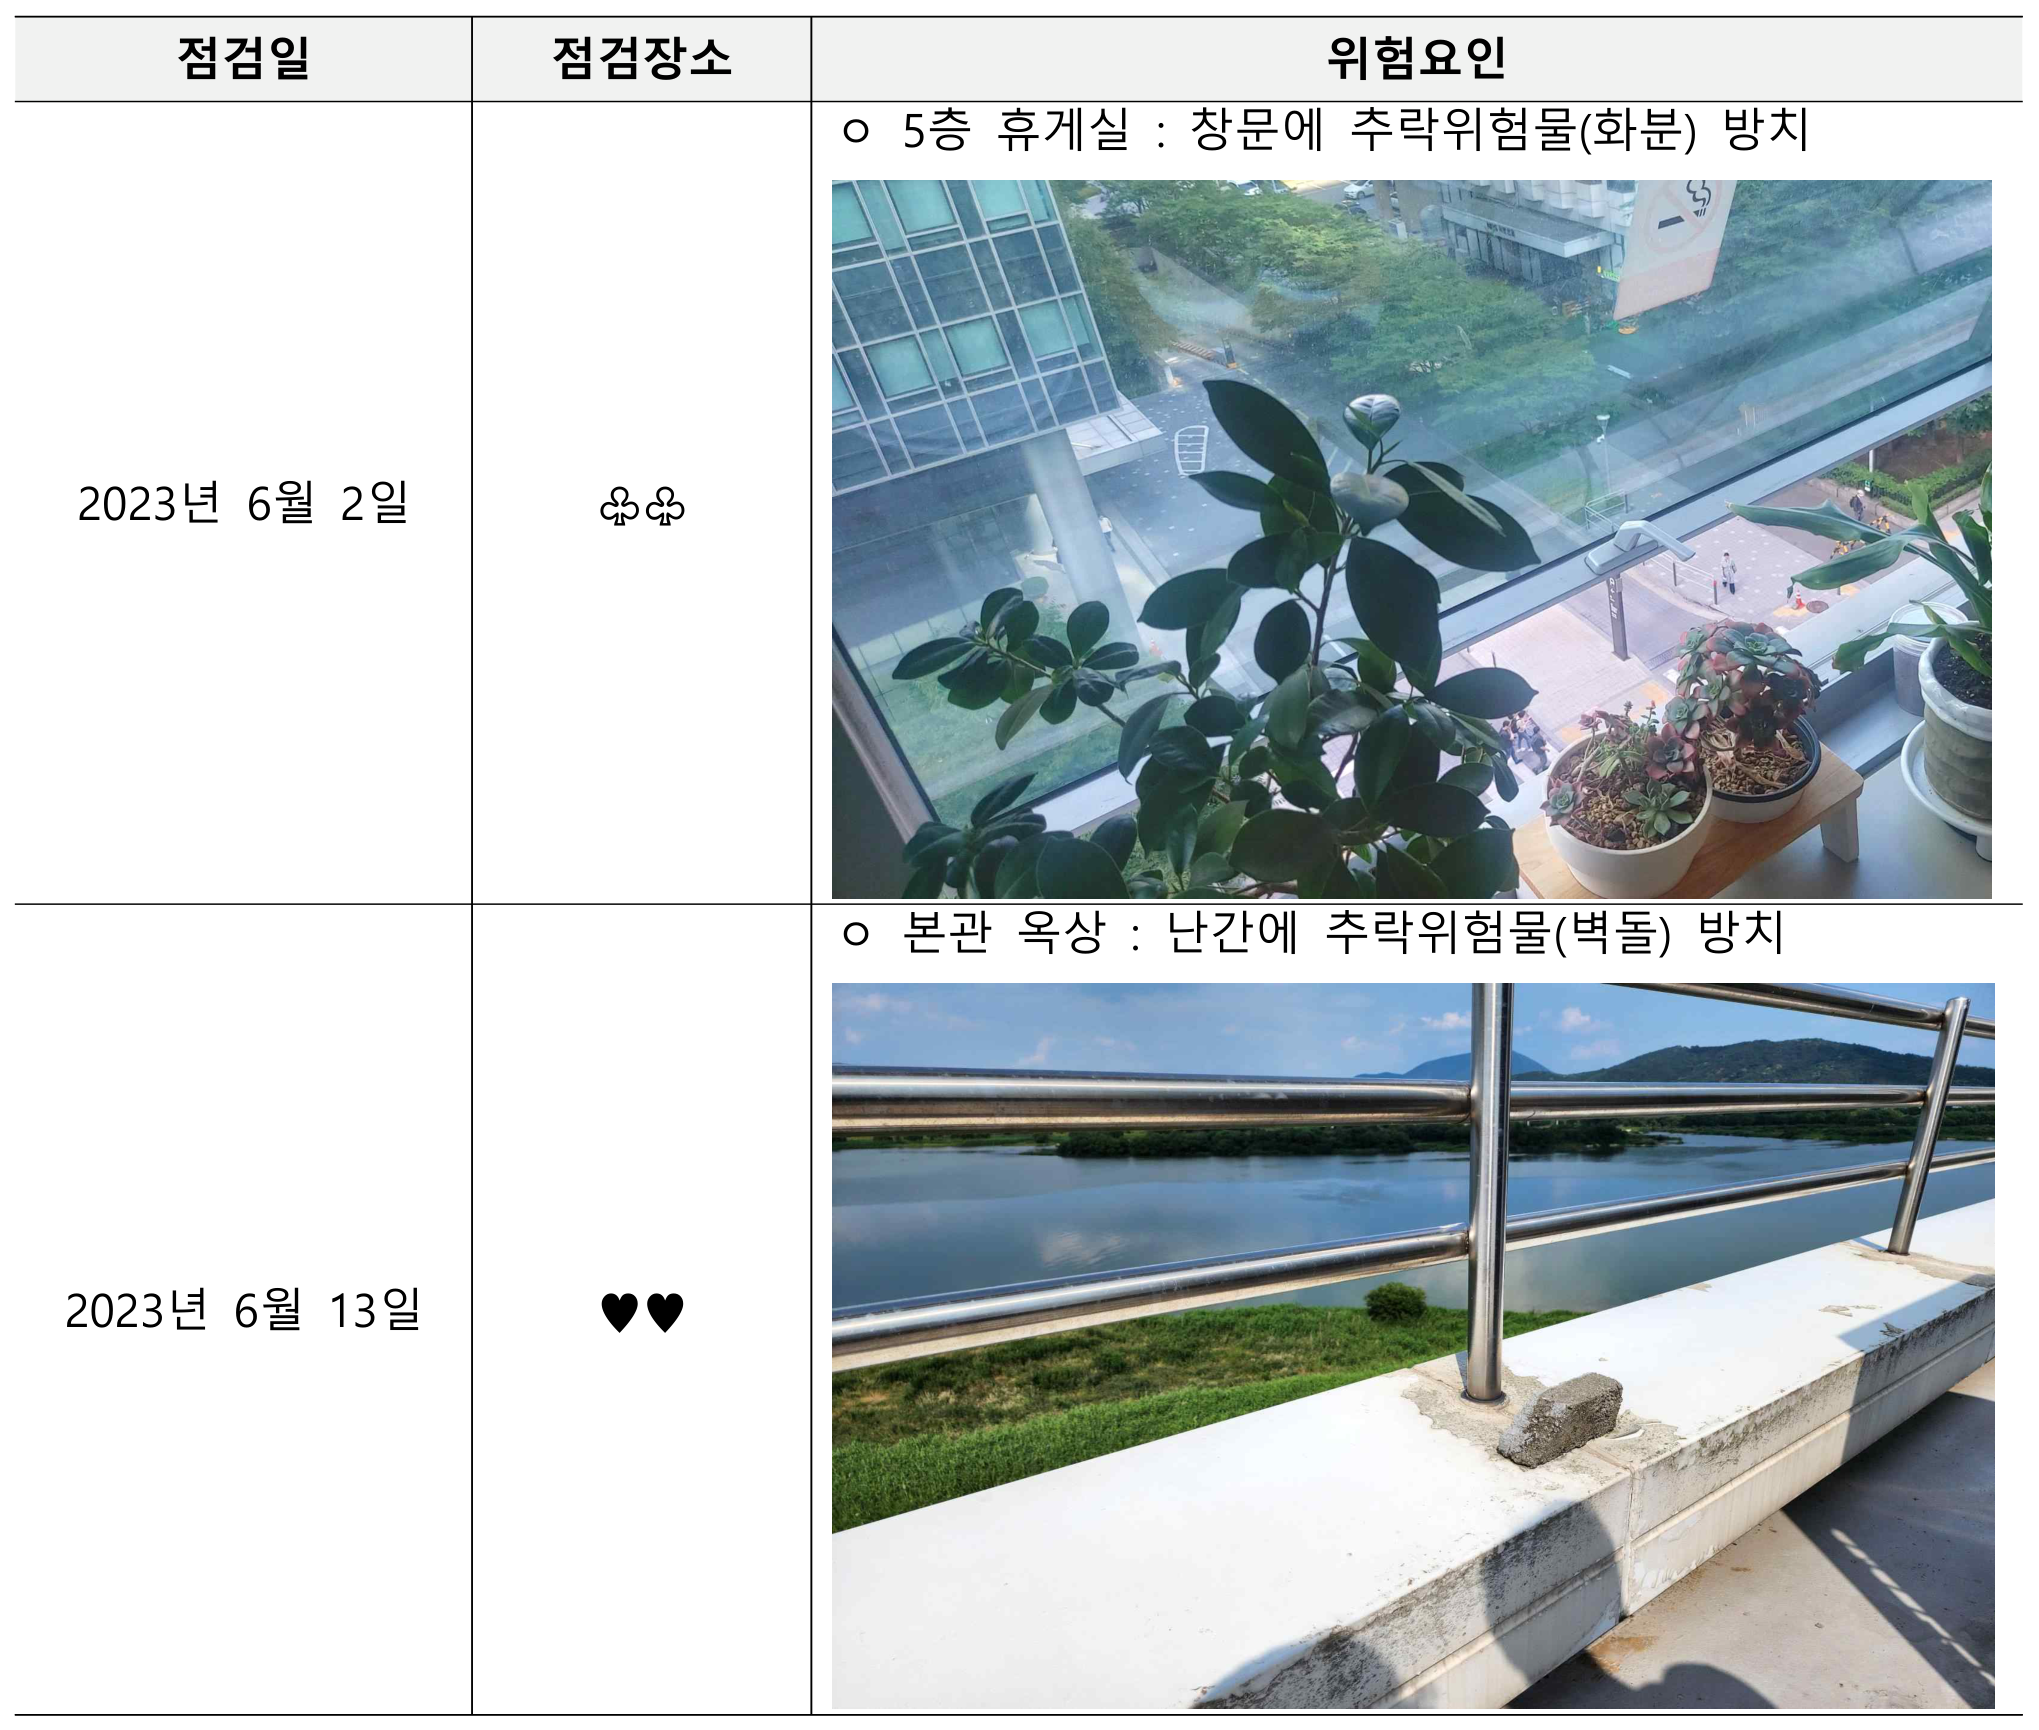 점검일 점검장소 위험요인
ㅇ 5층 휴게실 : 창문에 추락위험물(화분) 방치
2023년 6월 2일 ♧♧
ㅇ 본관 옥상 : 난간에 추락위험물(벽돌) 방치
2023년 6월 13일 ♥♥